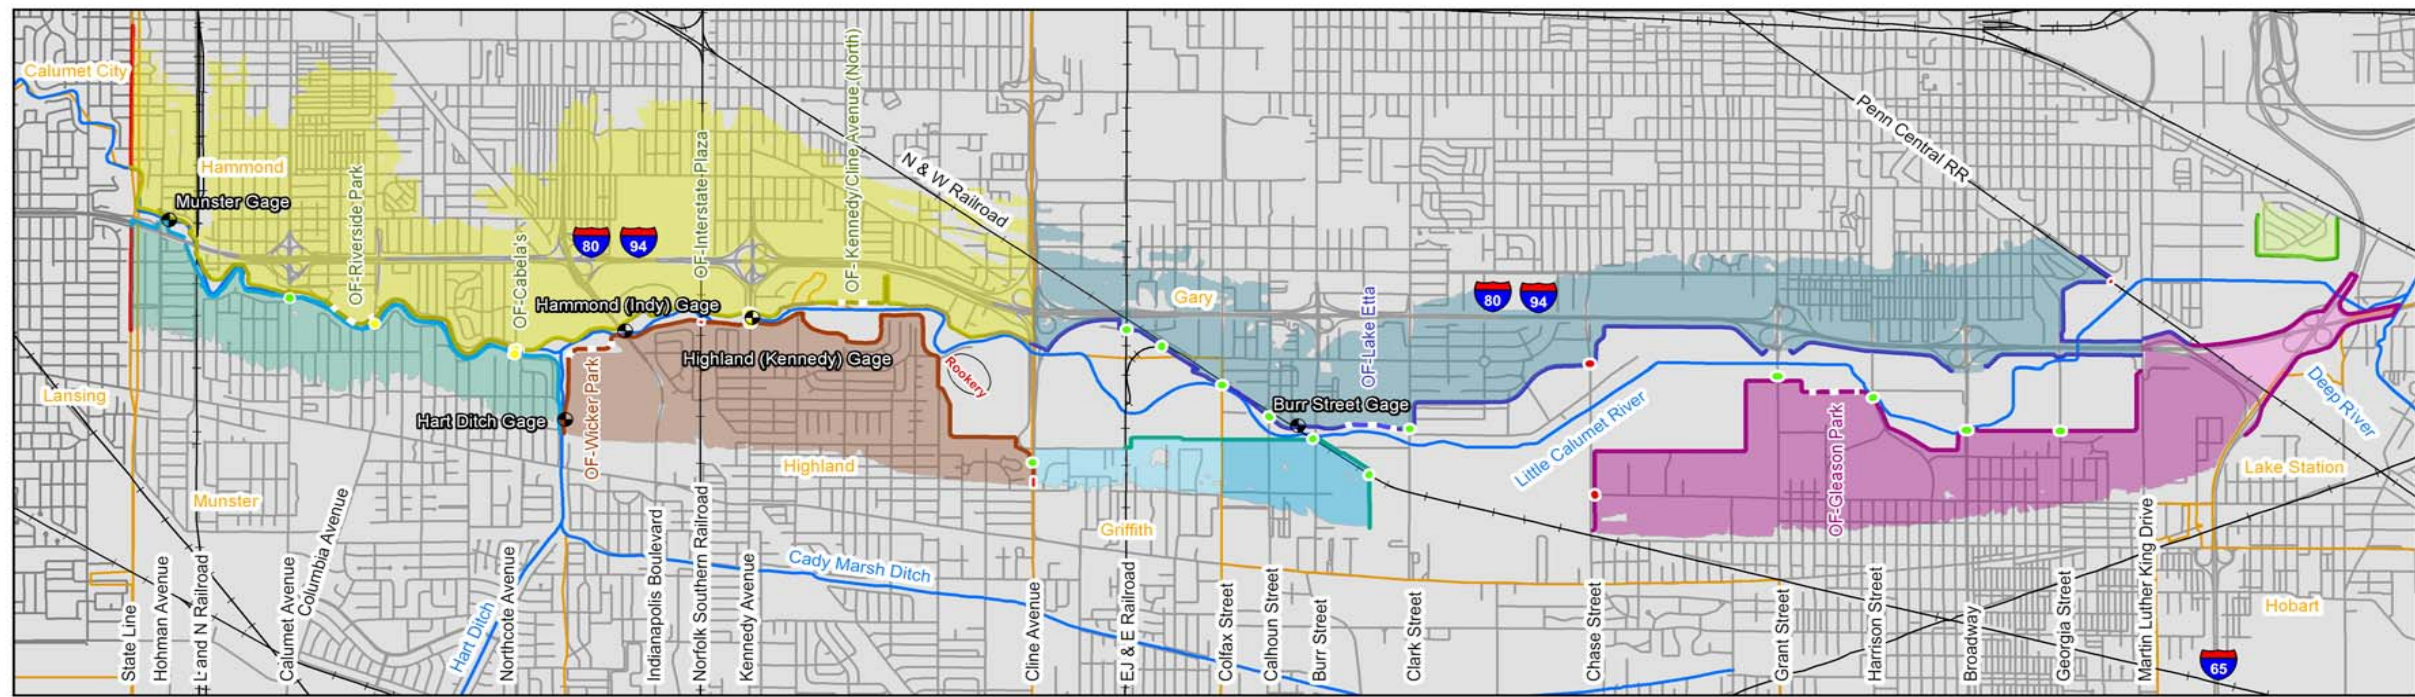 Calumet City
Hammond
Munster Gage
OF-Riverside Park
OF-Cabela's
80
94
OF-Interstate Plaza
OF- Kennedy/Cline Avenue (North)
N & W Railroad
Penn Central RR
Hammond (Indy) Gage
Highland (Kennedy) Gage
Rookery
Gary
OF-Lake Etta
80
94
Lansing
Hart Ditch Gage
OF-Wicker Park
Burr Street Gage
Little Calumet River
OF-Gleason Park
Deep River
Munster
Highland
Griffith
Lake Station
Hobart
Hart Ditch
Cady Marsh Ditch
State Line
Hohman Avenue
L and N Railroad
Calumet Avenue
Columbia Avenue
Northcote Avenue
Indianapolis Boulevard
Norfolk Southern Railroad
Kennedy Avenue
Cline Avenue
EJ & E Railroad
Colfax Street
Calhoun Street
Burr Street
Clark Street
Chase Street
Grant Street
Harrison Street
Broadway
Georgia Street
Martin Luther King Drive
65